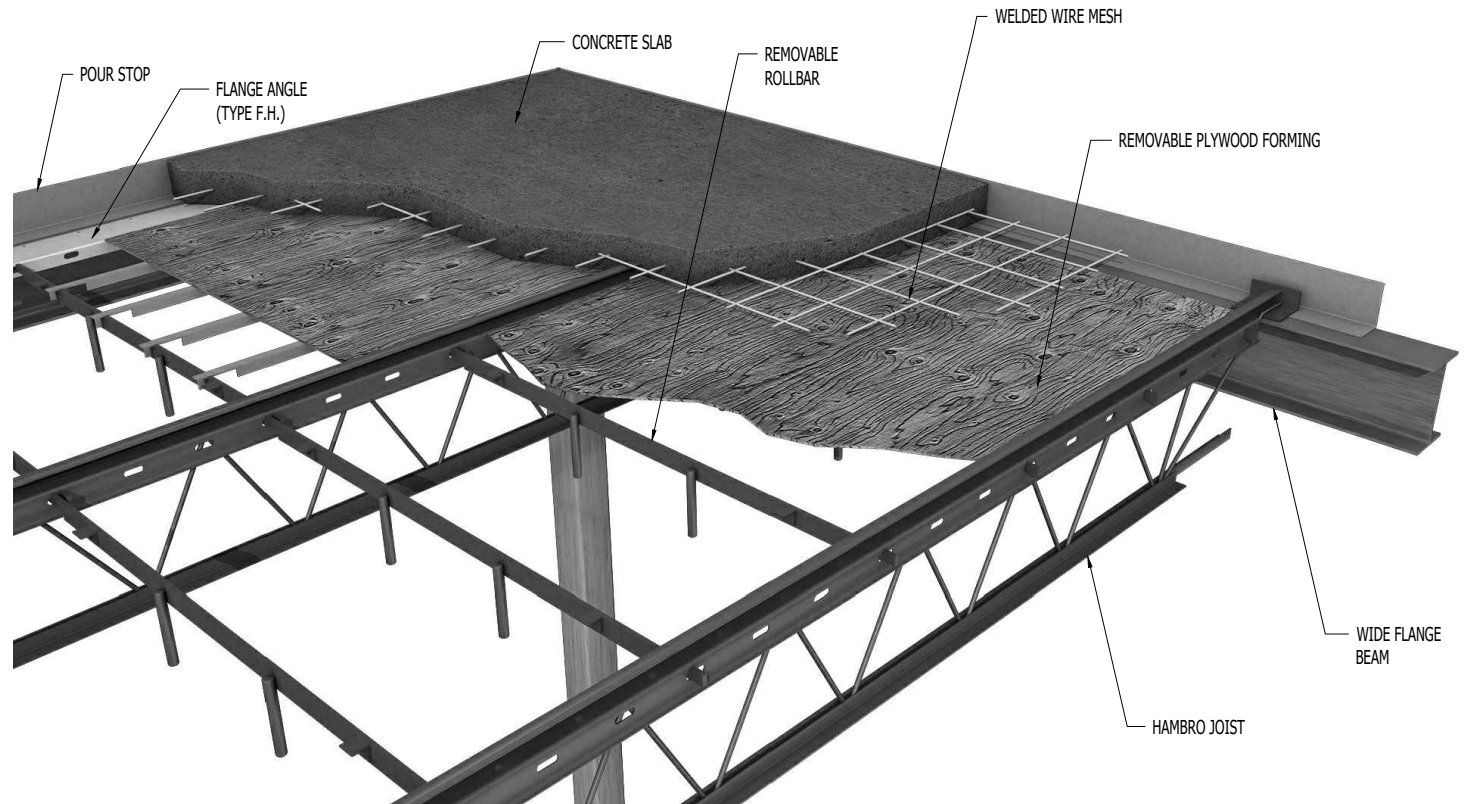 WELDED WIRE MESH
CONCRETE SLAB
REMOVABLE
ROLLBAR
POUR STOP
FLANGE ANGLE
(TYPE F.H.)
REMOVABLE PLYWOOD FORMING
WIDE FLANGE
BEAM
HAMBRO JOIST